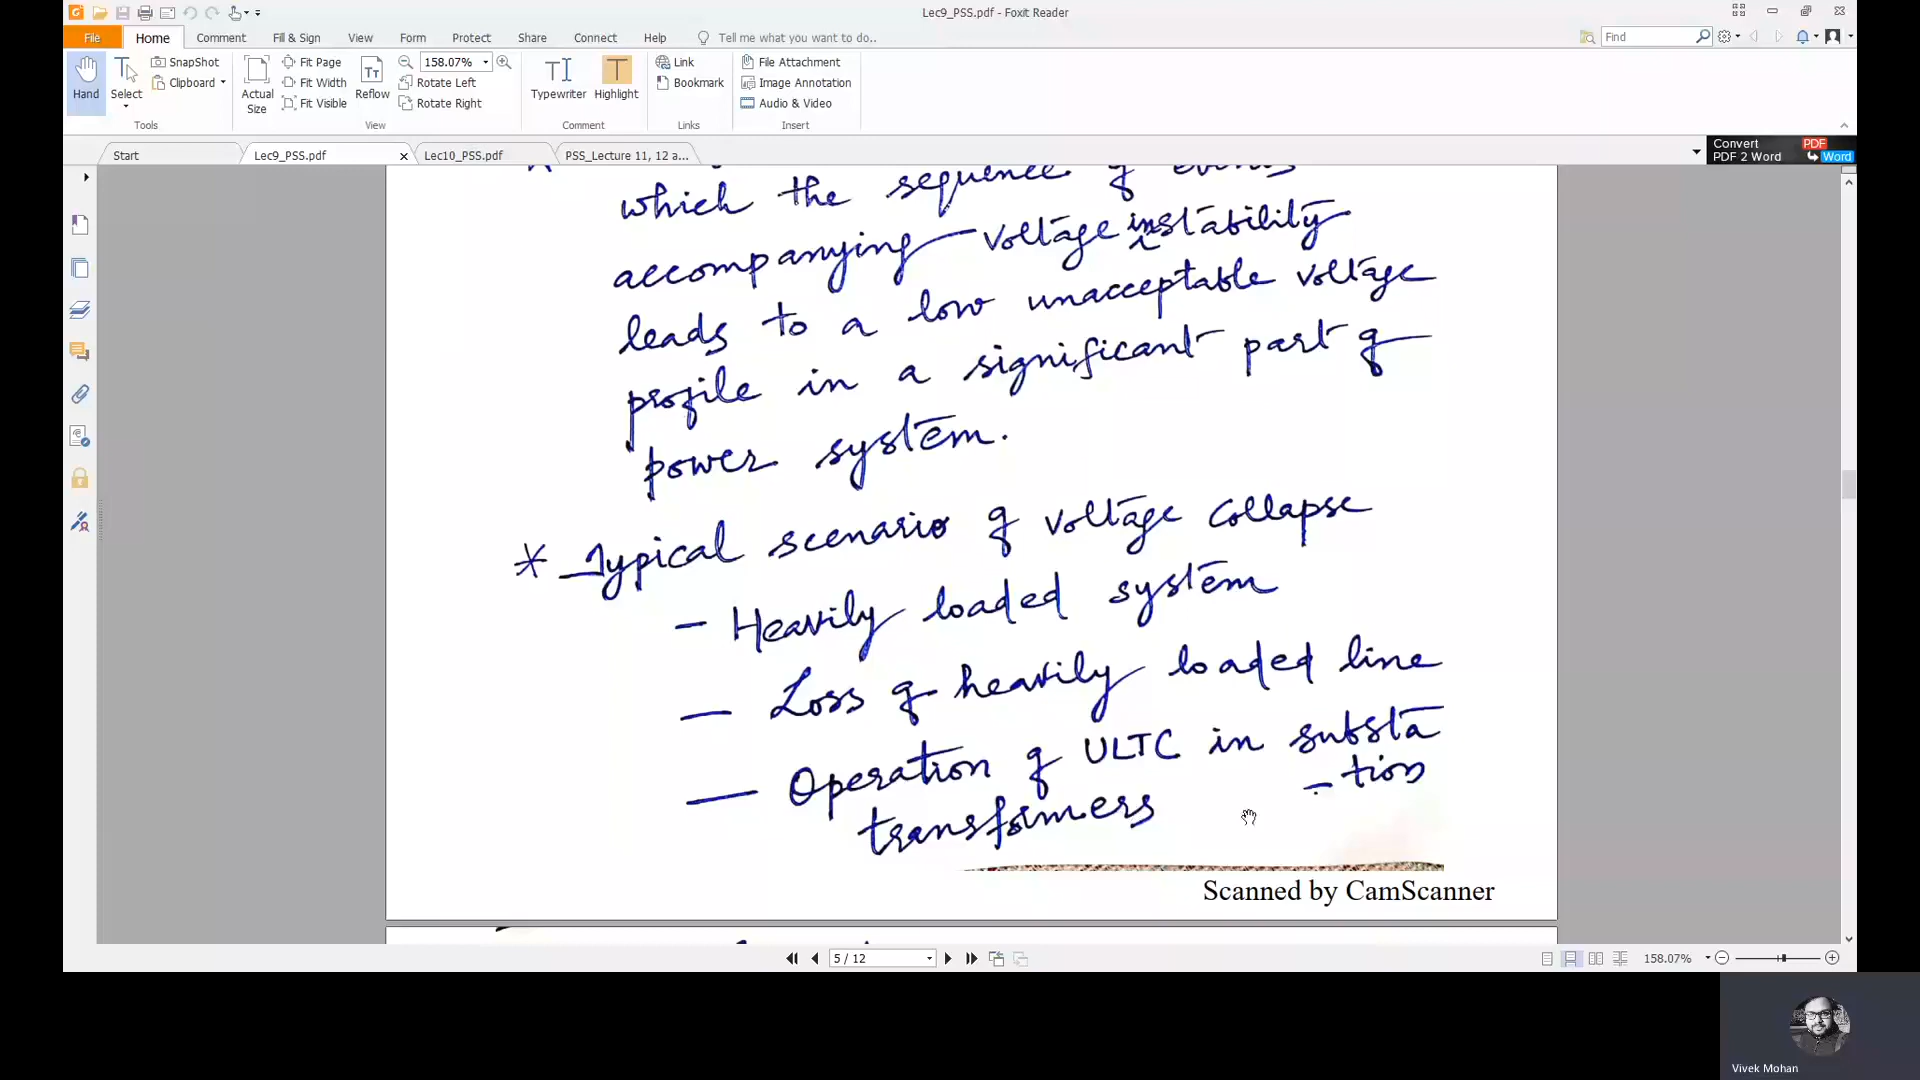 Lec9_PSS.pdf - Foxit Reader
File Home Comment Fill & Sign View Form Protect Share Connect Help Tell me what you want to do.. Find
Hand
Select
SnapShot
Clipboard
Tools
Actual Size
Fit Page
Fit Width
Fit Visible
Reflow
158.07%
Rotate Left
Rotate Right
View
Typewriter
Highlight
Comment
Link
Bookmark
Links
File Attachment
Image Annotation
Audio & Video
Insert
Start Lec9_PSS.pdf Lec10_PSS.pdf PSS_Lecture 11, 12 a...
Convert PDF
PDF 2 Word Word
which the sequence of events
accompanying voltage instability
leads to a low unacceptable voltage
profile in a significant part of
power system.
* Typical scenario of voltage collapse
- Heavily loaded system
- Loss of heavily loaded line
- Operation of ULTC in substa
- tion
transformers
Scanned by CamScanner
5 / 12
158.07%
Vivek Mohan